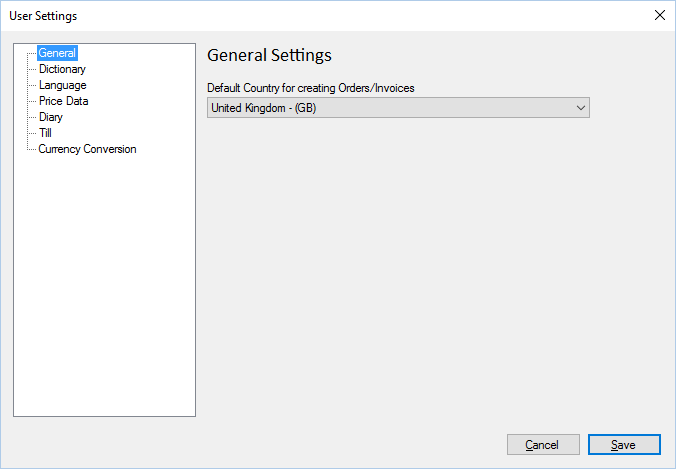 User Settings
General
Dictionary
Language
Price Data
Diary
Till
Currency Conversion
General Settings
Default Country for creating Orders/Invoices
United Kingdom - (GB)
Cancel
Save